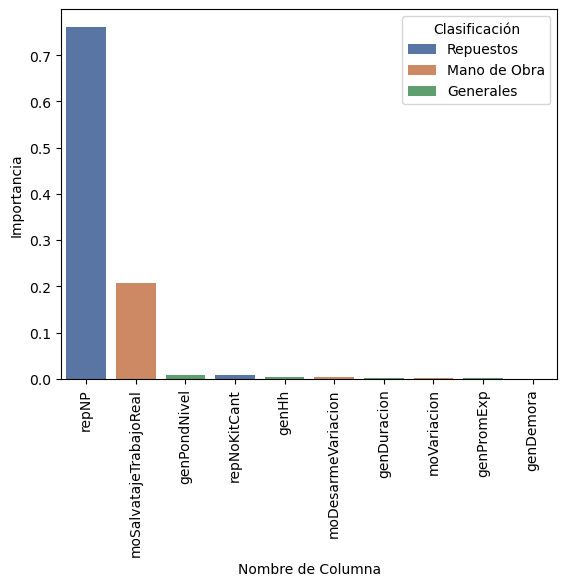 Clasificación
Repuestos
Mano de Obra
Generales
Importancia
0.7
0.6
0.5
0.4
0.3
0.2
0.1
0.0
repNP
moSalvatajeTrabajoReal
genPondNivel
repNoKitCant
genHh
moDesarmeVariacion
genDuracion
moVariacion
genPromExp
genDemora
Nombre de Columna